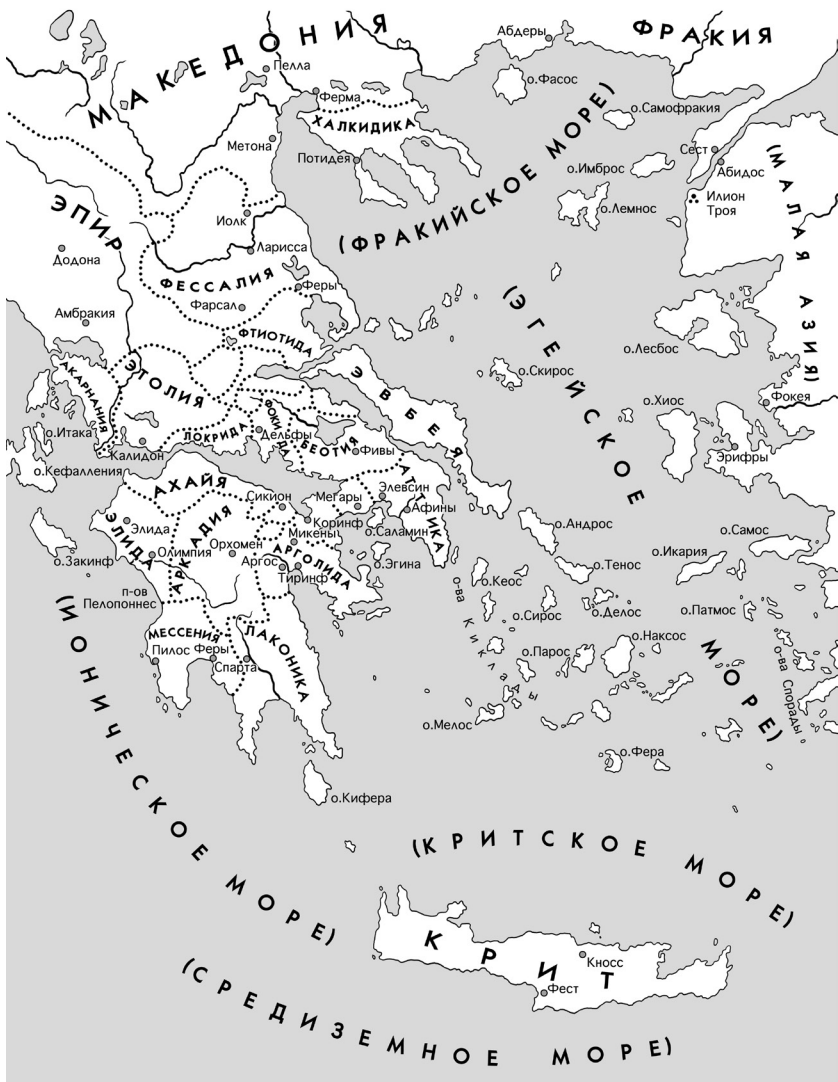 МАКЕДОНИЯ
ФРАКИЯ
Абдеры
Пелла
о.Фасос
Ферма
ХАЛКИДИКА
о.Самофракия
Метона
Потидея
Сест
Абидос
о.Имброс
(ФРАКИЙСКОЕ МОРЕ)
(МАЛАЯ АЗИЯ)
Илион
Троя
о.Лемнос
ЭПИР
Иолк
Додона
Ларисса
ФЕССАЛИЯ
Феры
Фарсал
Амбракия
(ЭГЕЙСКОЕ
МОРЕ)
ФТИОТИДА
о.Лесбос
ЭТОЛИЯ
АКАРНАНИЯ
о.Скирос
ЭВБЕЯ
Фокея
о.Хиос
о.Итака
ЛОКРИДА
ФОКИДА
Дельфы
БЕОТИЯ
Фивы
Калидон
Эрифры
о.Кефалления
АТТИКА
АХАЙЯ
Сикион
Мегары
Элевсин
Афины
Коринф
о.Саламин
Элида
ЭЛИДА
АРКАДИЯ
Микены
о.Андрос
о.Самос
Олимпия
Орхомен
АРГОЛИДА
о.Закинф
Аргос
Тиринф
о.Эгина
о.Тенос
о.Икария
о.Кеос
п-ов
Пелопоннес
о-ва Киклады
о.Сирос
о.Делос
о.Патмос
(ИОНИЧЕСКОЕ МОРЕ)
МЕССЕНИЯ
ЛАКОНИКА
Пилос
Феры
Спарта
о.Парос
о.Наксос
о-ва Спорады
о.Мелос
о.Фера
о.Кифера
(КРИТСКОЕ МОРЕ)
КРИТ
Кносс
Фест
(СРЕДИЗЕМНОЕ МОРЕ)